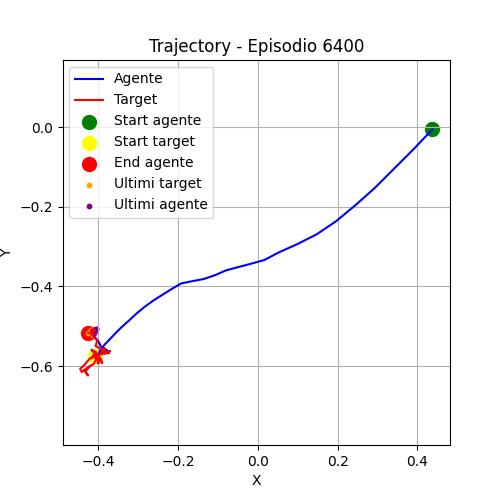 Trajectory - Episodio 6400
Agente
Target
Start agente
Start target
End agente
Ultimi target
Ultimi agente
0.0
−0.2
−0.4
−0.6
Y
−0.4
−0.2
0.0
0.2
0.4
X